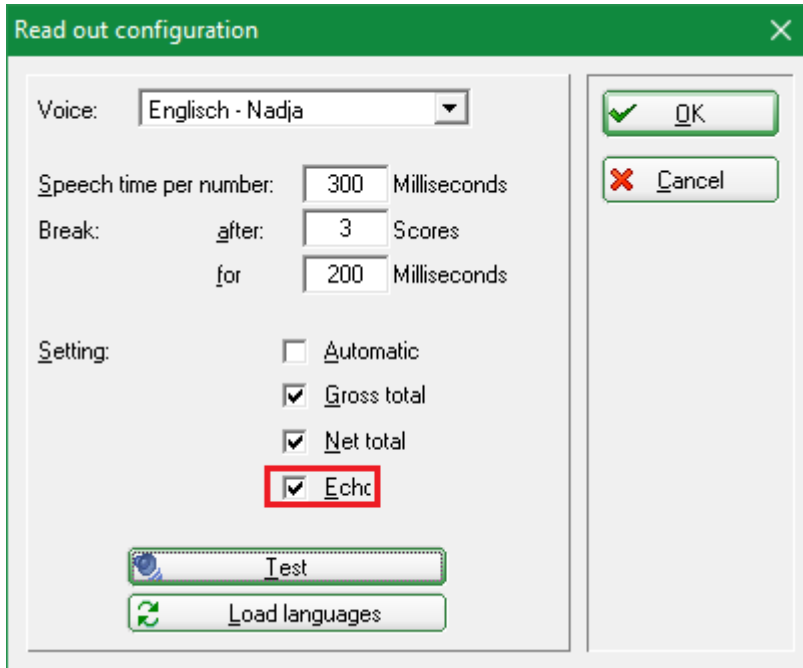 Read out configuration
Voice: Englisch - Nadja
OK
Speech time per number: 300 Milliseconds
Cancel
Break: after: 3 Scores
for 200 Milliseconds
Setting: Automatic
Gross total
Net total
Echo
Test
Load languages